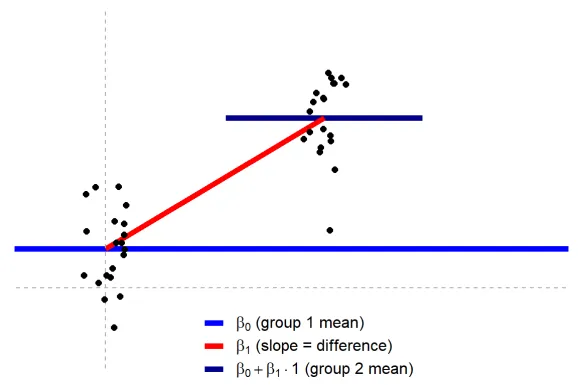 β₀ (group 1 mean)
β₁ (slope = difference)
β₀ + β₁ · 1 (group 2 mean)